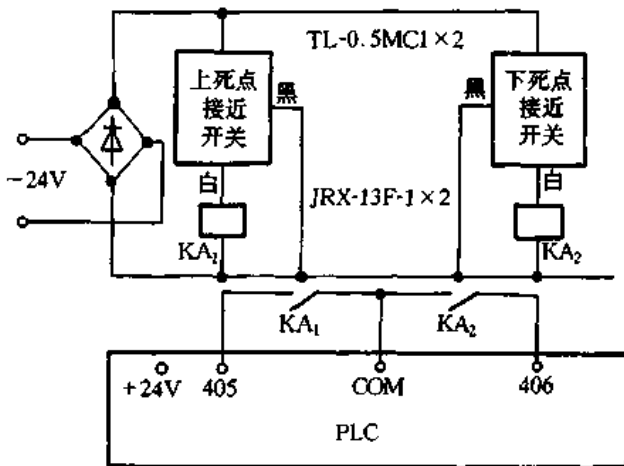 TL-0.5MC1×2
上死点
接近
开关
黑
黑
下死点
接近
开关
~24V
白
白
JRX-13F-1×2
KA₁
KA₂
KA₁
KA₂
+24V
405
COM
406
PLC